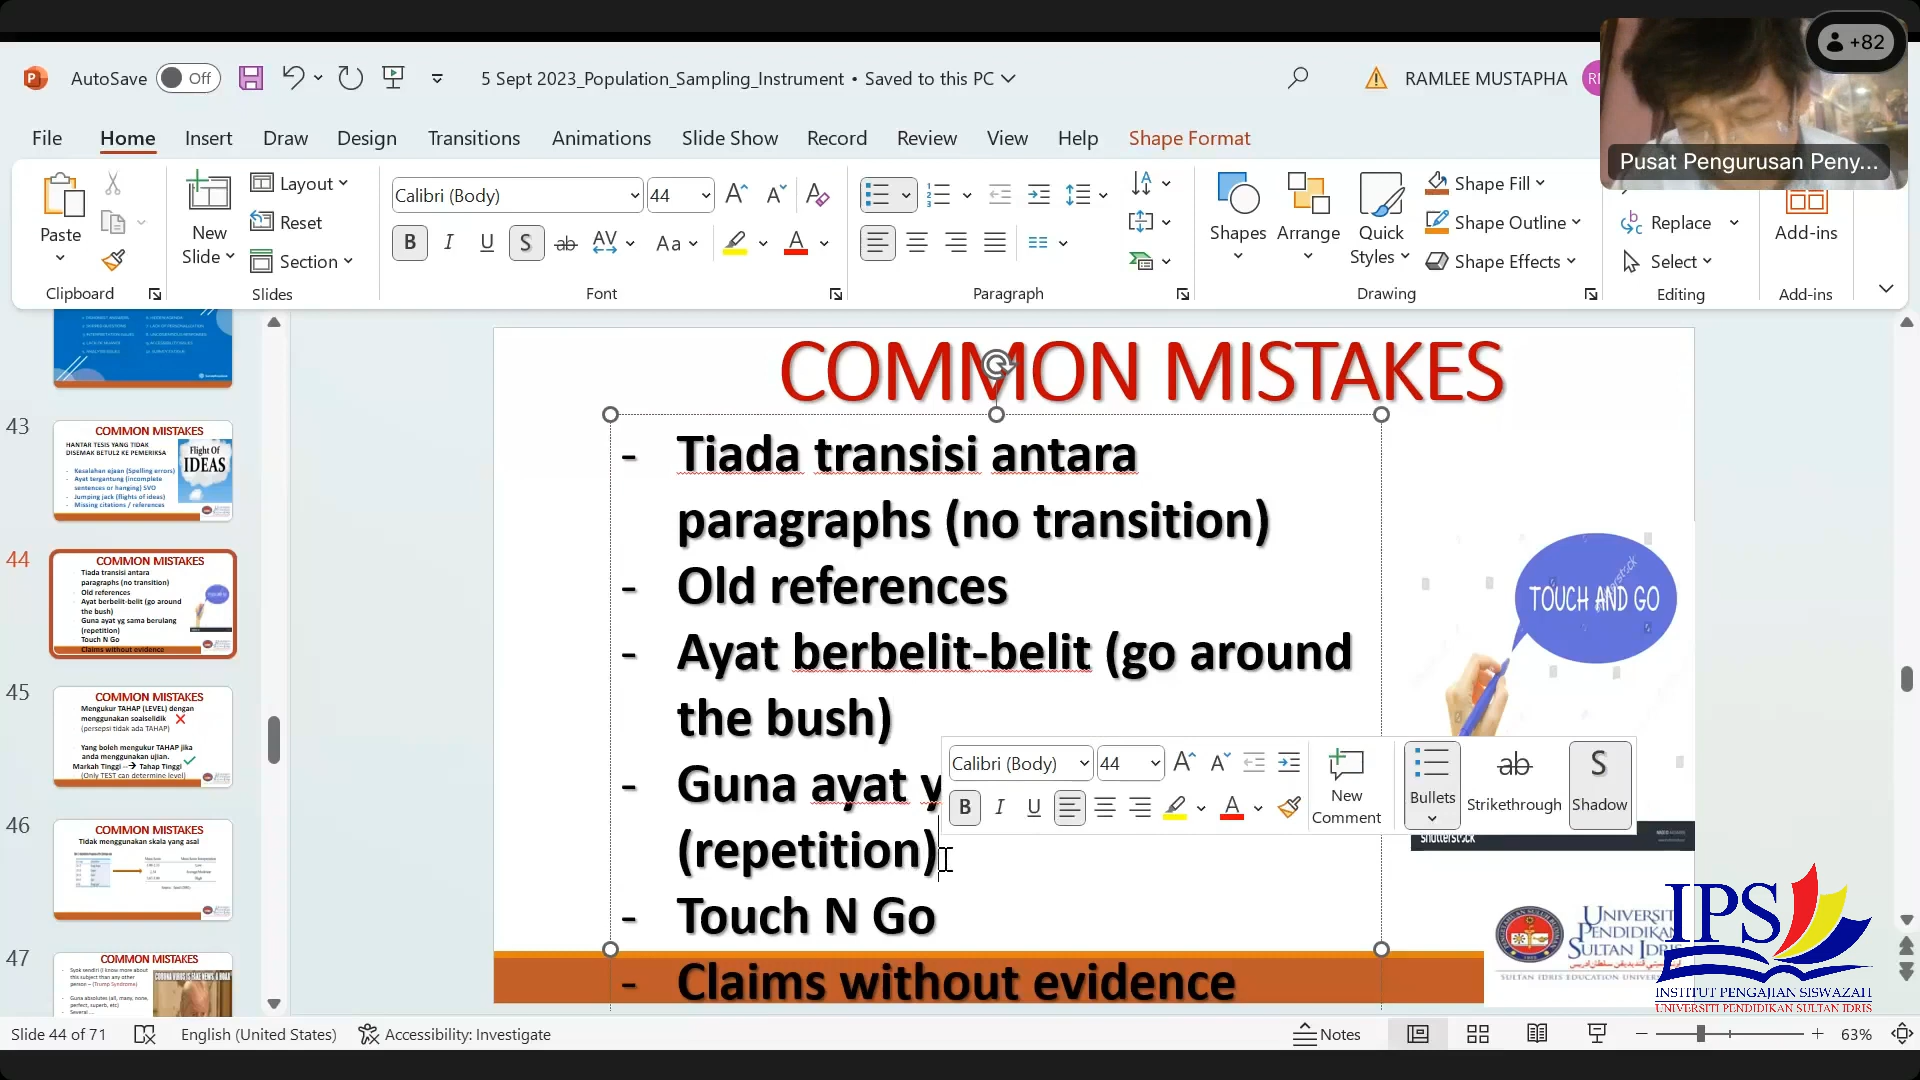 +82
AutoSave Off 5 Sept 2023_Population_Sampling_Instrument • Saved to this PC RAMLEE MUSTAPHA
Pusat Pengurusan Peny...
File Home Insert Draw Design Transitions Animations Slide Show Record Review View Help Shape Format
Paste
New Slide
Layout
Reset
Section
Calibri (Body) 44
B I U S ab AV Aa A
Shapes
Arrange
Quick Styles
Shape Fill
Shape Outline
Shape Effects
Replace
Select
Add-ins
Clipboard Slides Font Paragraph Drawing Editing Add-ins
43
COMMON MISTAKES
HANTAR TESIS YANG TIDAK
DISEMAK BETUL2 KE PEMERIKSA
- Kesalahan ejaan (Spelling errors)
- Ayat tergantung (incomplete
sentences or hanging) SVO
- Jumping jack (flights of ideas)
- Missing citations / references
Flight Of
IDEAS
44
COMMON MISTAKES
Tiada transisi antara
paragraphs (no transition)
Old references
Ayat berbelit-belit (go around
the bush)
Guna ayat yg sama berulang
(repetition)
Touch N Go
Claims without evidence
45
COMMON MISTAKES
Mengukur TAHAP (LEVEL) dengan
menggunakan soalselidik
(persepsi tidak ada TAHAP)
Yang boleh mengukur TAHAP jika
anda menggunakan ujian.
Markah Tinggi --→ Tahap Tinggi
(Only TEST can determine level)
46
COMMON MISTAKES
Tidak menggunakan skala yang asal
47
COMMON MISTAKES
- Syok sendiri (I know more about
this subject than any other
person – (Trump Syndrome)
- Guna absolutes (all, many, none,
perfect, superb, etc)
- Several ...
COMMON MISTAKES
- Tiada transisi antara
paragraphs (no transition)
- Old references
- Ayat berbelit-belit (go around
the bush)
- Guna ayat y
(repetition)
- Touch N Go
- Claims without evidence
TOUCH AND GO
shutterstock
Calibri (Body) 44
B I U A
New Comment
Bullets
ab Strikethrough
S Shadow
UNIVERSITI
PENDIDIKAN
SULTAN IDRIS
SULTAN IDRIS EDUCATION UNIVERSITY
IPS
INSTITUT PENGAJIAN SISWAZAH
UNIVERSITI PENDIDIKAN SULTAN IDRIS
Slide 44 of 71 English (United States) Accessibility: Investigate Notes 63%